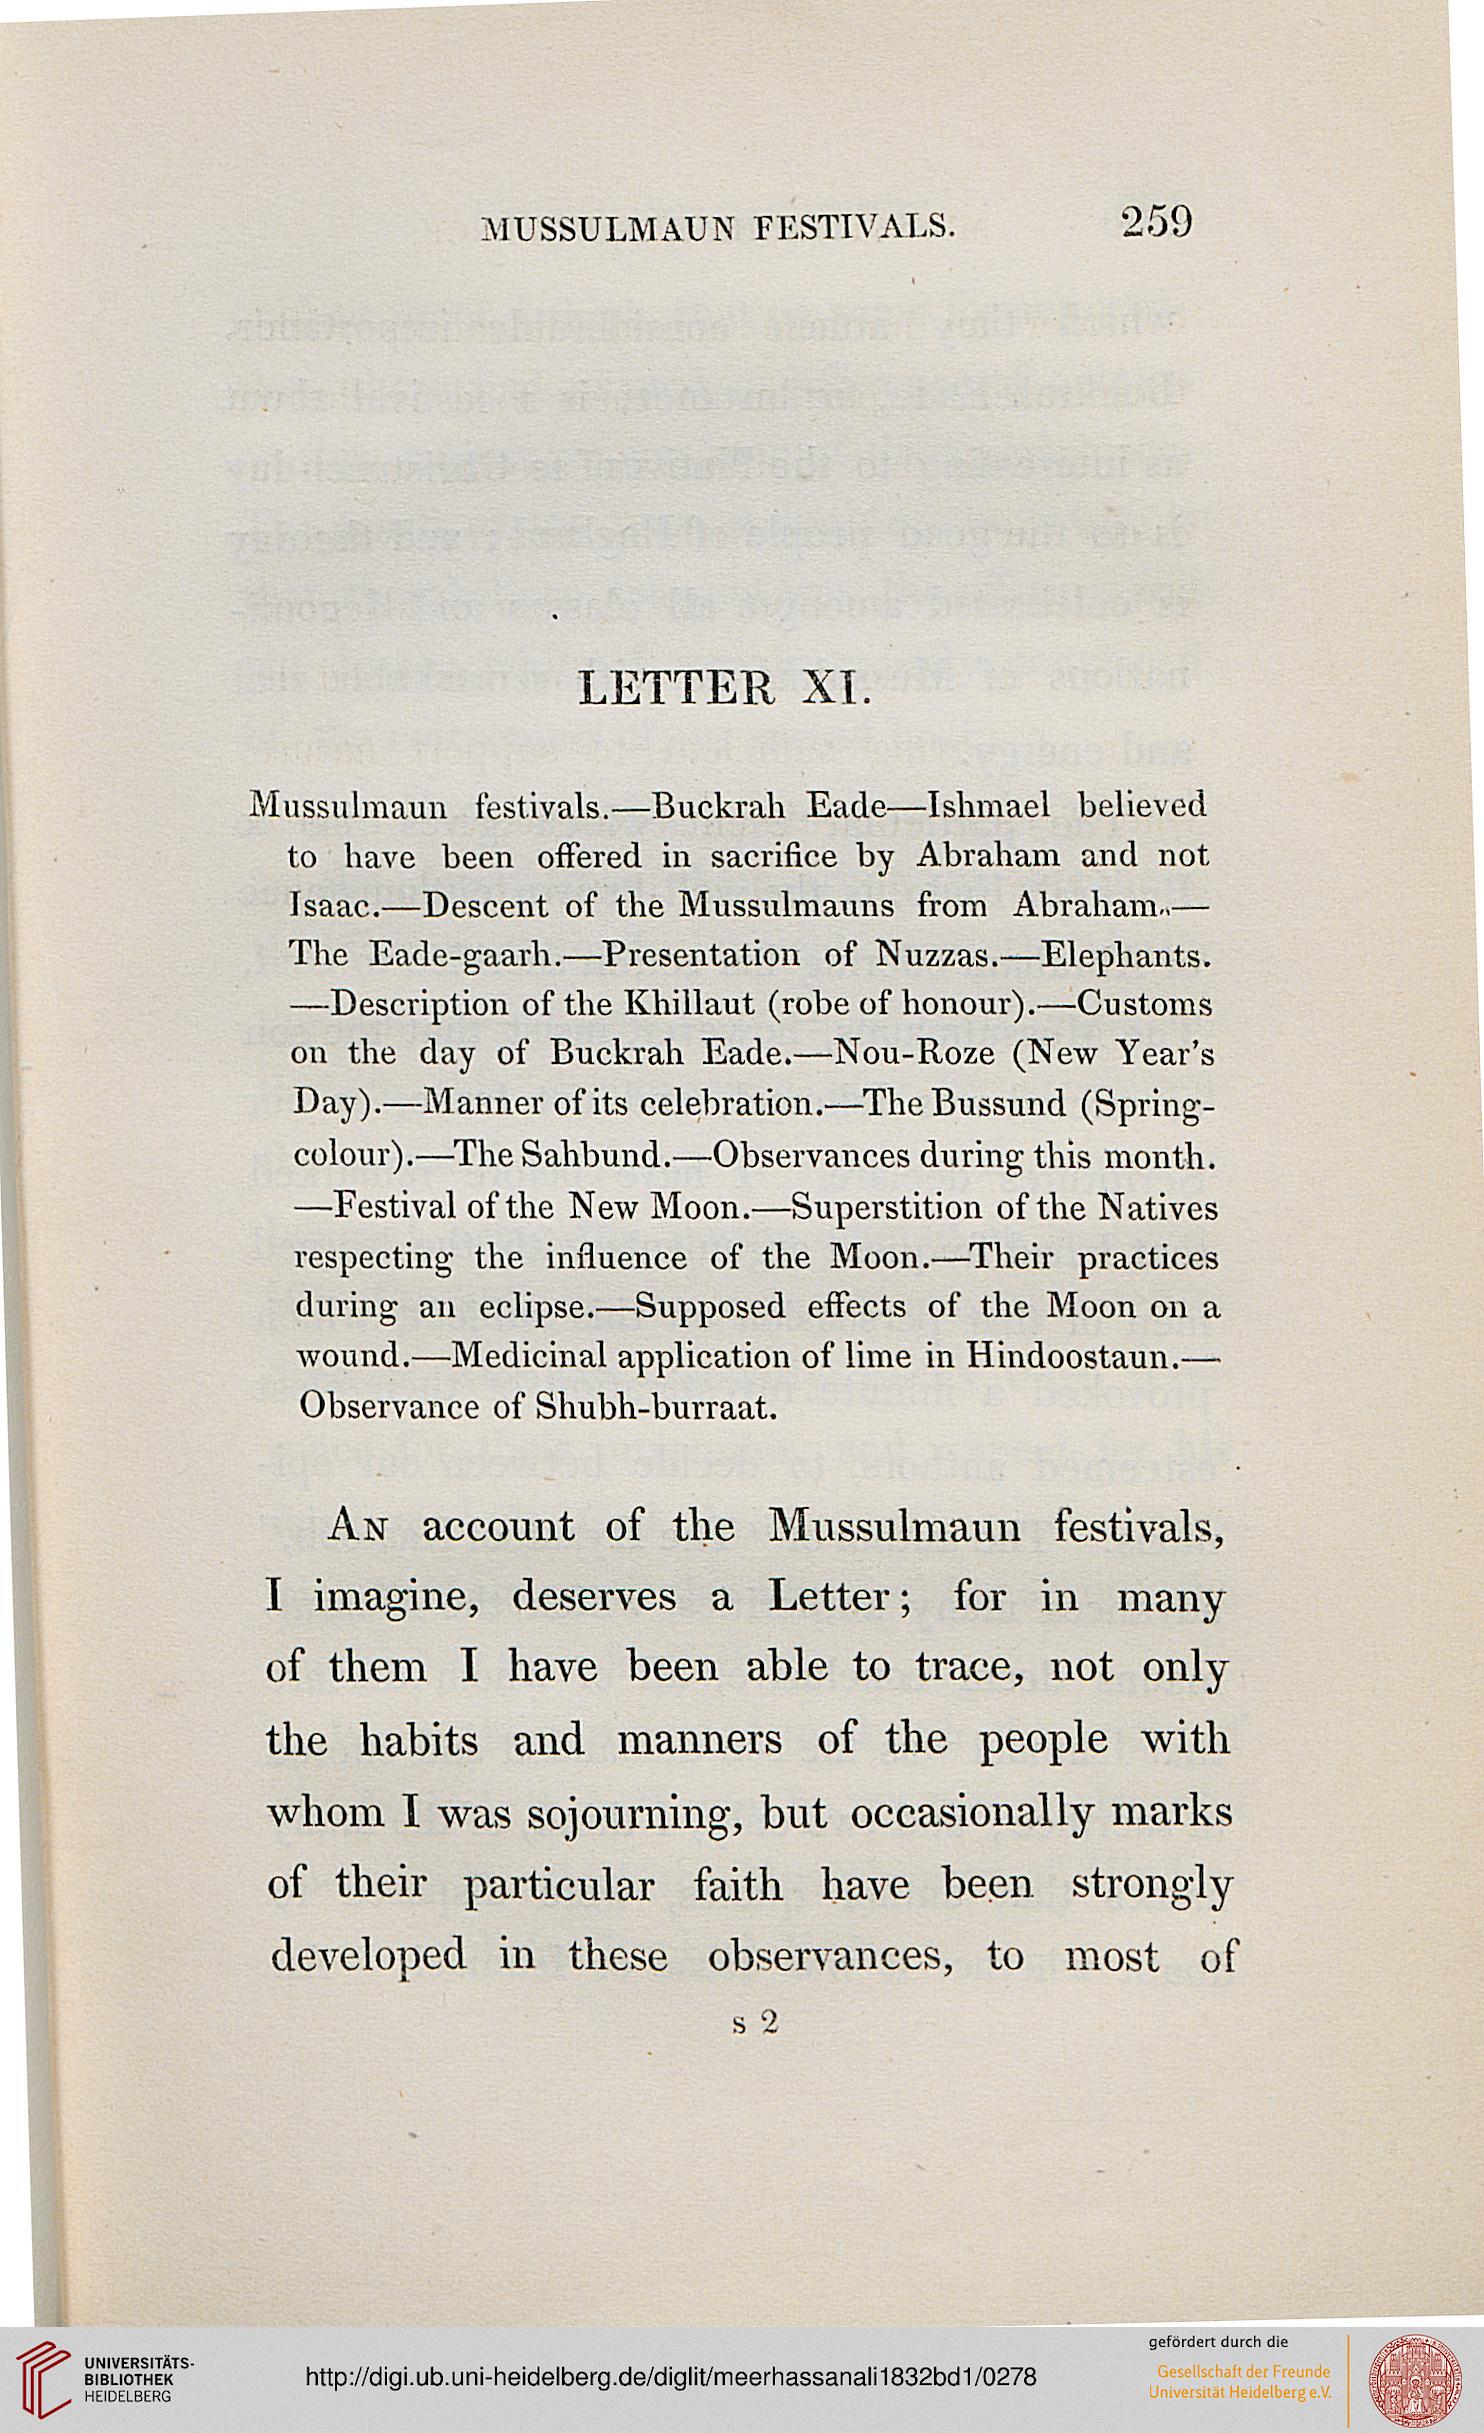 MUSSULMAUN FESTIVALS. 259
LETTER XI.
Mussulmaun festivals.—Buckrah Eade—Ishmael believed
to have been offered in sacrifice by Abraham and not
Isaac.—Descent of the Mussulmauns from Abraham.—
The Eade-gaarh.—Presentation of Nuzzas.—Elephants.
—Description of the Khillaut (robe of honour).—Customs
on the day of Buckrah Eade.—Nou-Roze (New Year's
Day).—Manner of its celebration.—The Bussund (Spring-
colour).—The Sahbund.—Observances during this month.
—Festival of the New Moon.—Superstition of the Natives
respecting the influence of the Moon.—Their practices
during an eclipse.—Supposed effects of the Moon on a
wound.—Medicinal application of lime in Hindoostaun.—
Observance of Shubh-burraat.
An account of the Mussulmaun festivals,
I imagine, deserves a Letter; for in many
of them I have been able to trace, not only
the habits and manners of the people with
whom I was sojourning, but occasionally marks
of their particular faith have been strongly
developed in these observances, to most of
s 2
UNIVERSITÄTS-
BIBLIOTHEK
HEIDELBERG
http://digi.ub.uni-heidelberg.de/diglit/meerhassanali1832bd1/0278
gefördert durch die
Gesellschaft der Freunde
Universität Heidelberg e.V.